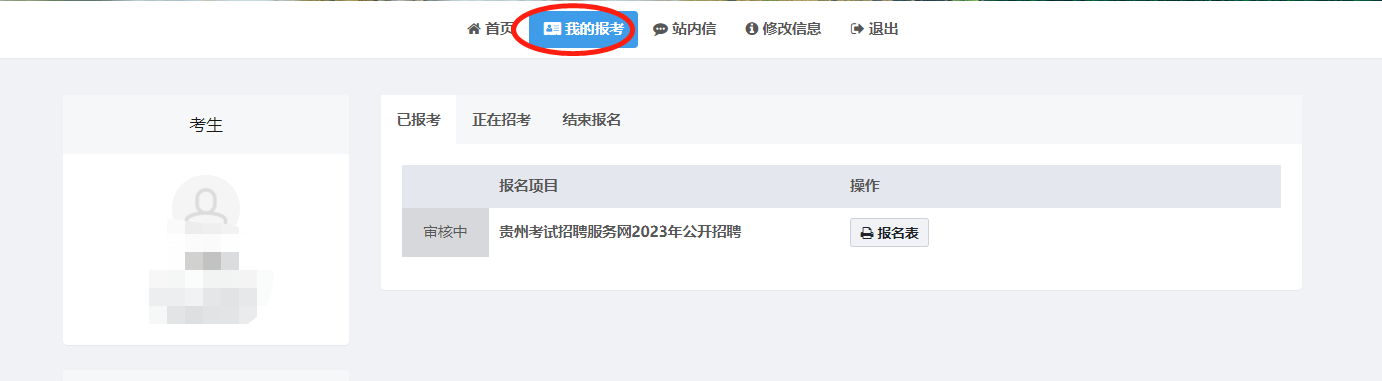 首页 我的报考 站内信 修改信息 退出
考生
已报考 正在招考 结束报名
报名项目 操作
审核中 贵州考试招聘服务网2023年公开招聘 报名表